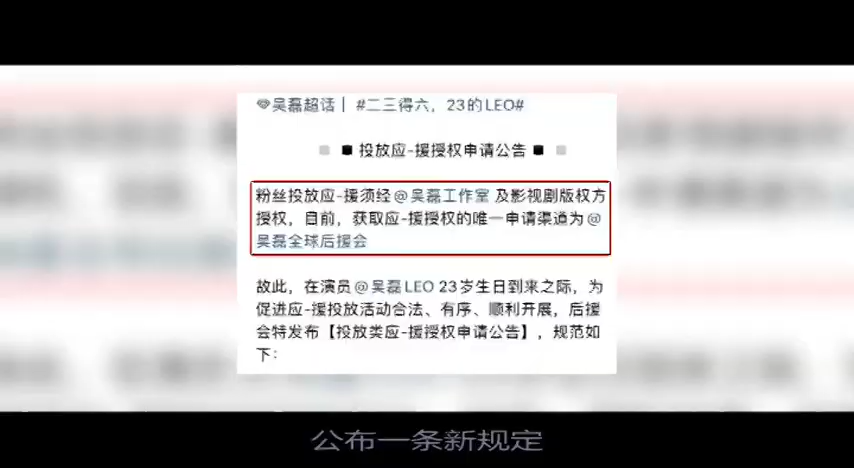 吴磊超话 | #二三得六，23的LEO#
投放应-援授权申请公告
粉丝投放应-援须经@吴磊工作室 及影视剧版权方
授权，目前，获取应-援授权的唯一申请渠道为@
吴磊全球后援会
故此，在演员@吴磊LEO 23岁生日到来之际，为
促进应-援投放活动合法、有序、顺利开展，后援
会特发布【投放类应-援授权申请公告】，规范如
下：
公布一条新规定